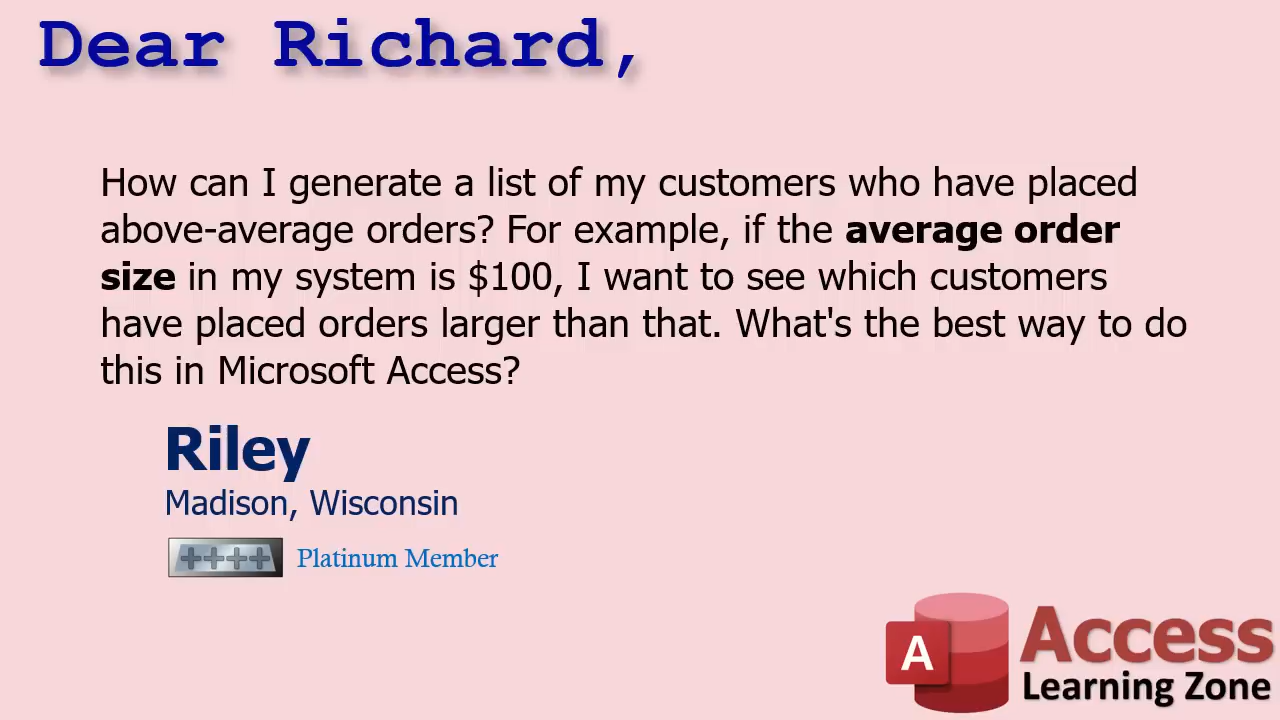 Dear Richard,
How can I generate a list of my customers who have placed
above-average orders? For example, if the average order
size in my system is $100, I want to see which customers
have placed orders larger than that. What's the best way to do
this in Microsoft Access?
Riley
Madison, Wisconsin
++++ Platinum Member
A Access
Learning Zone